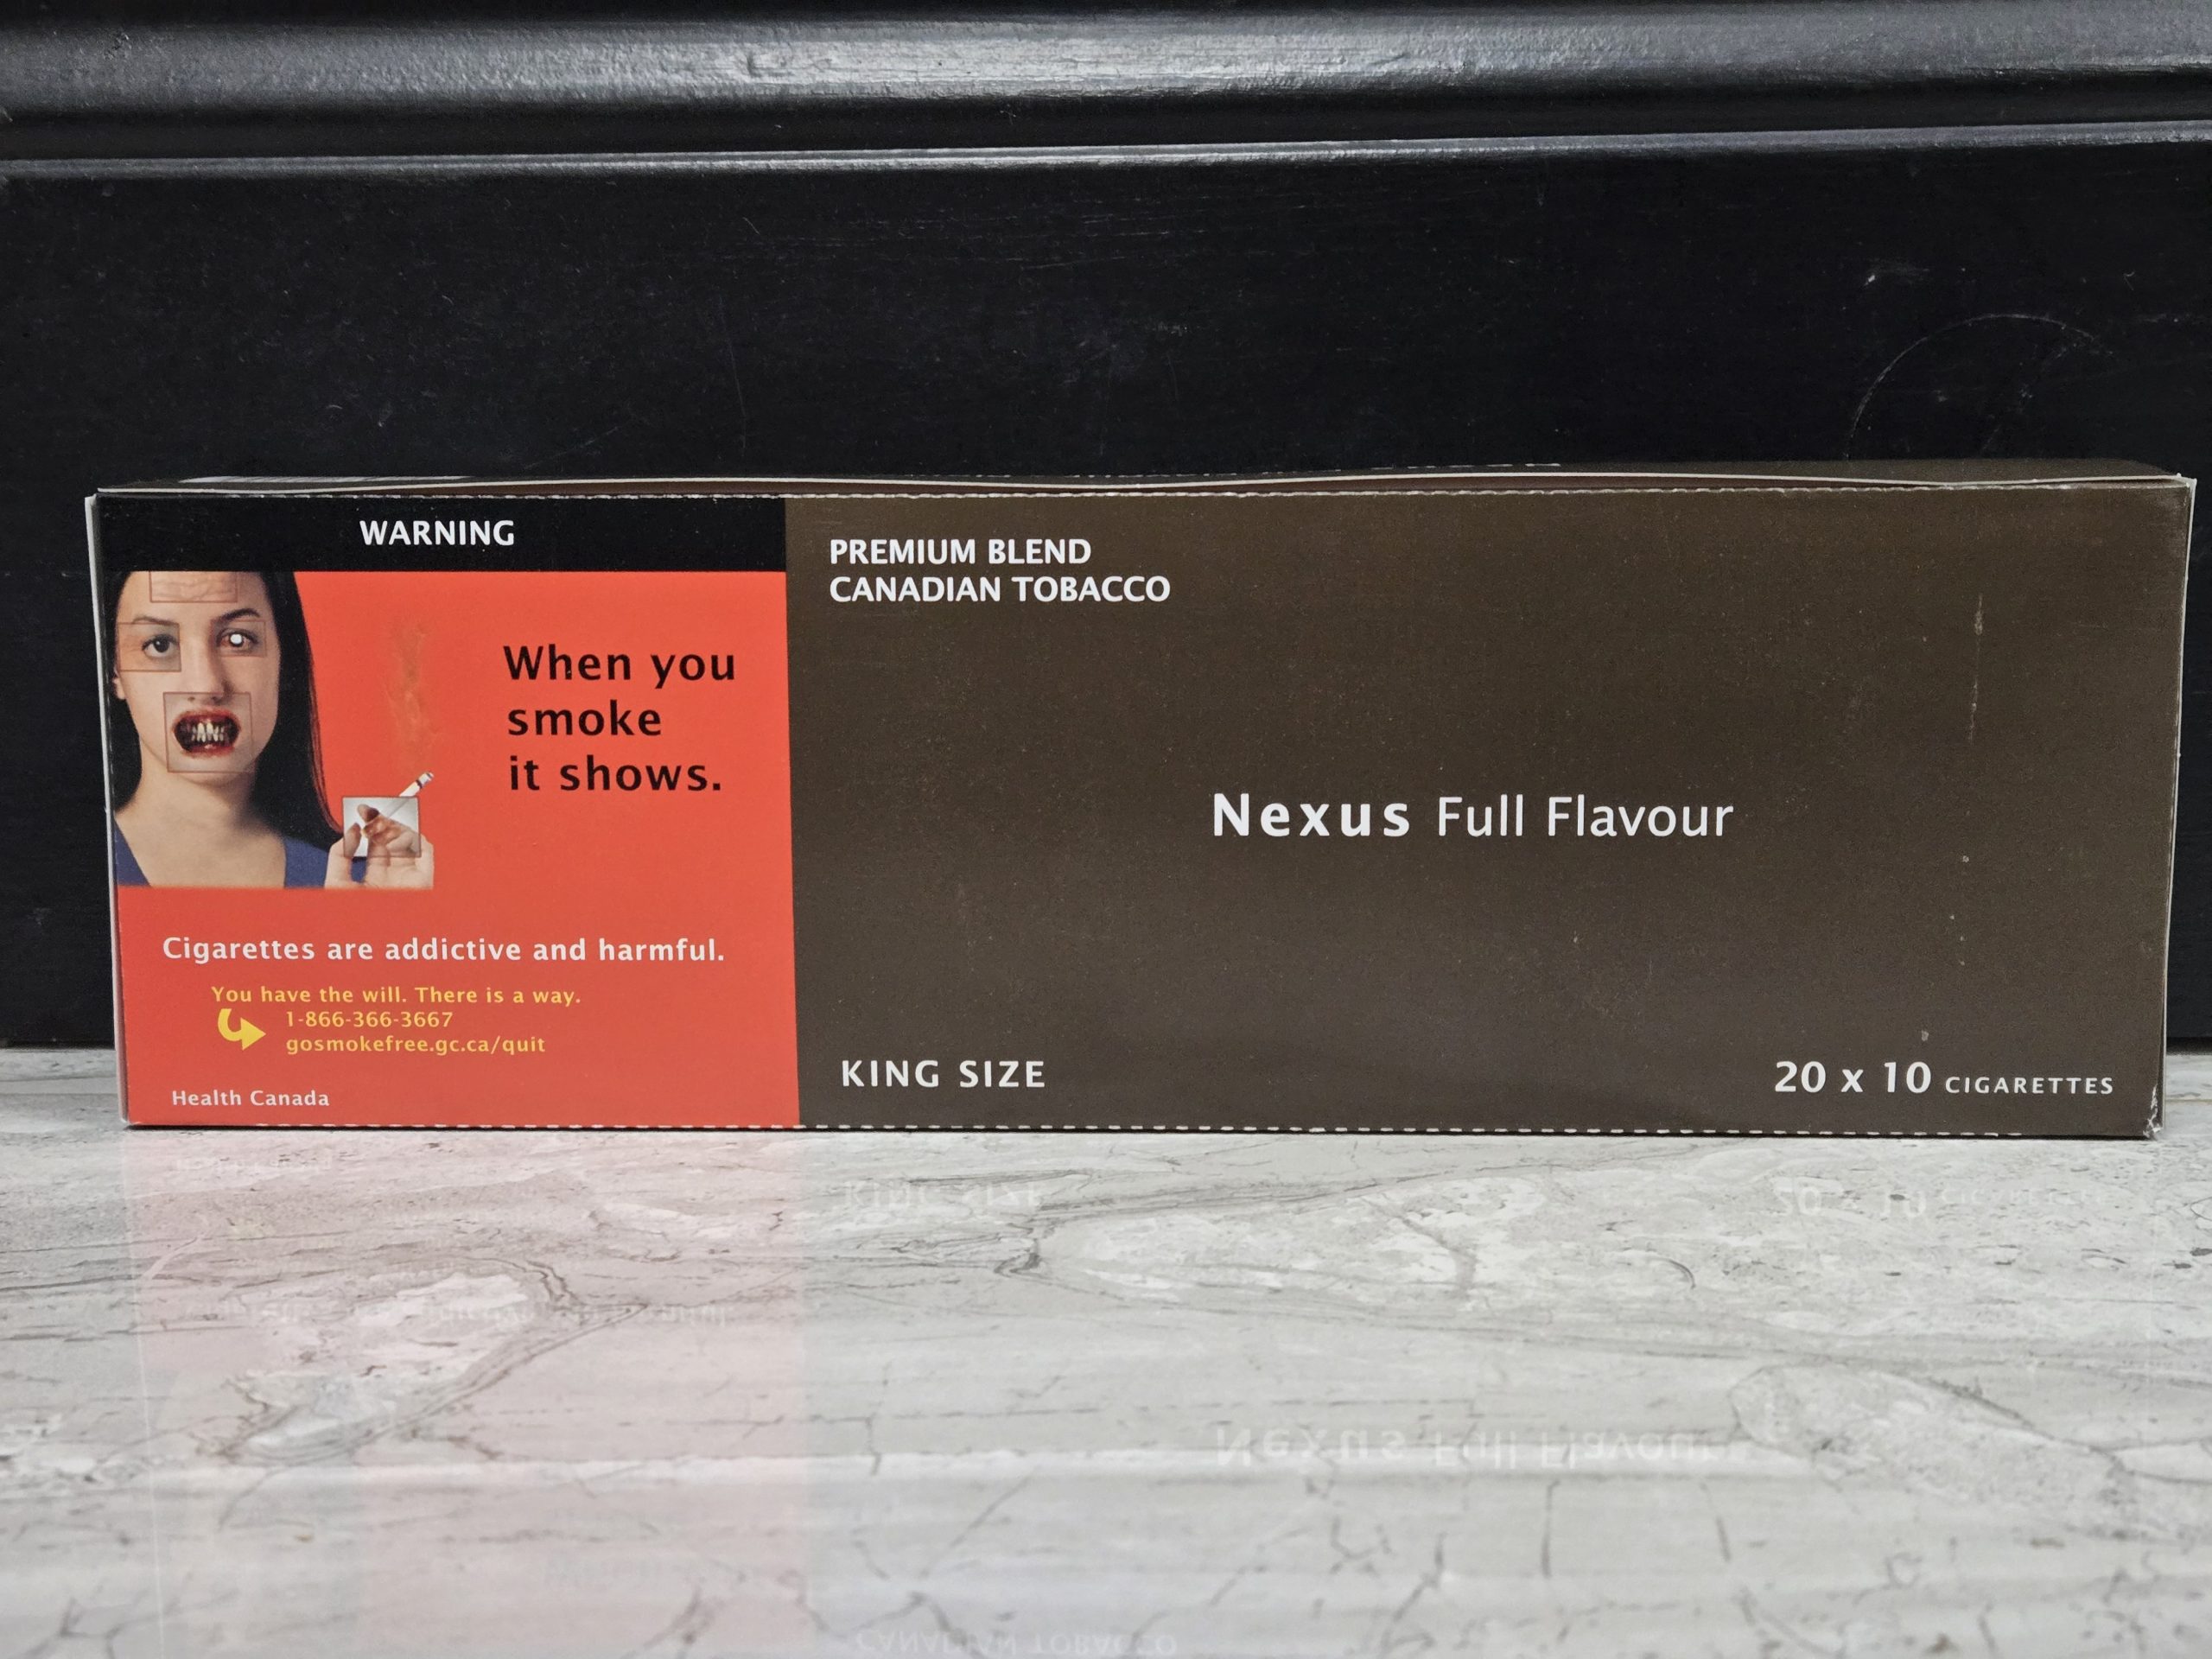 WARNING
When you
smoke
it shows.
Cigarettes are addictive and harmful.
You have the will. There is a way.
1-866-366-3667
gosmokefree.gc.ca/quit
Health Canada
PREMIUM BLEND
CANADIAN TOBACCO
Nexus Full Flavour
KING SIZE
20 x 10 CIGARETTES